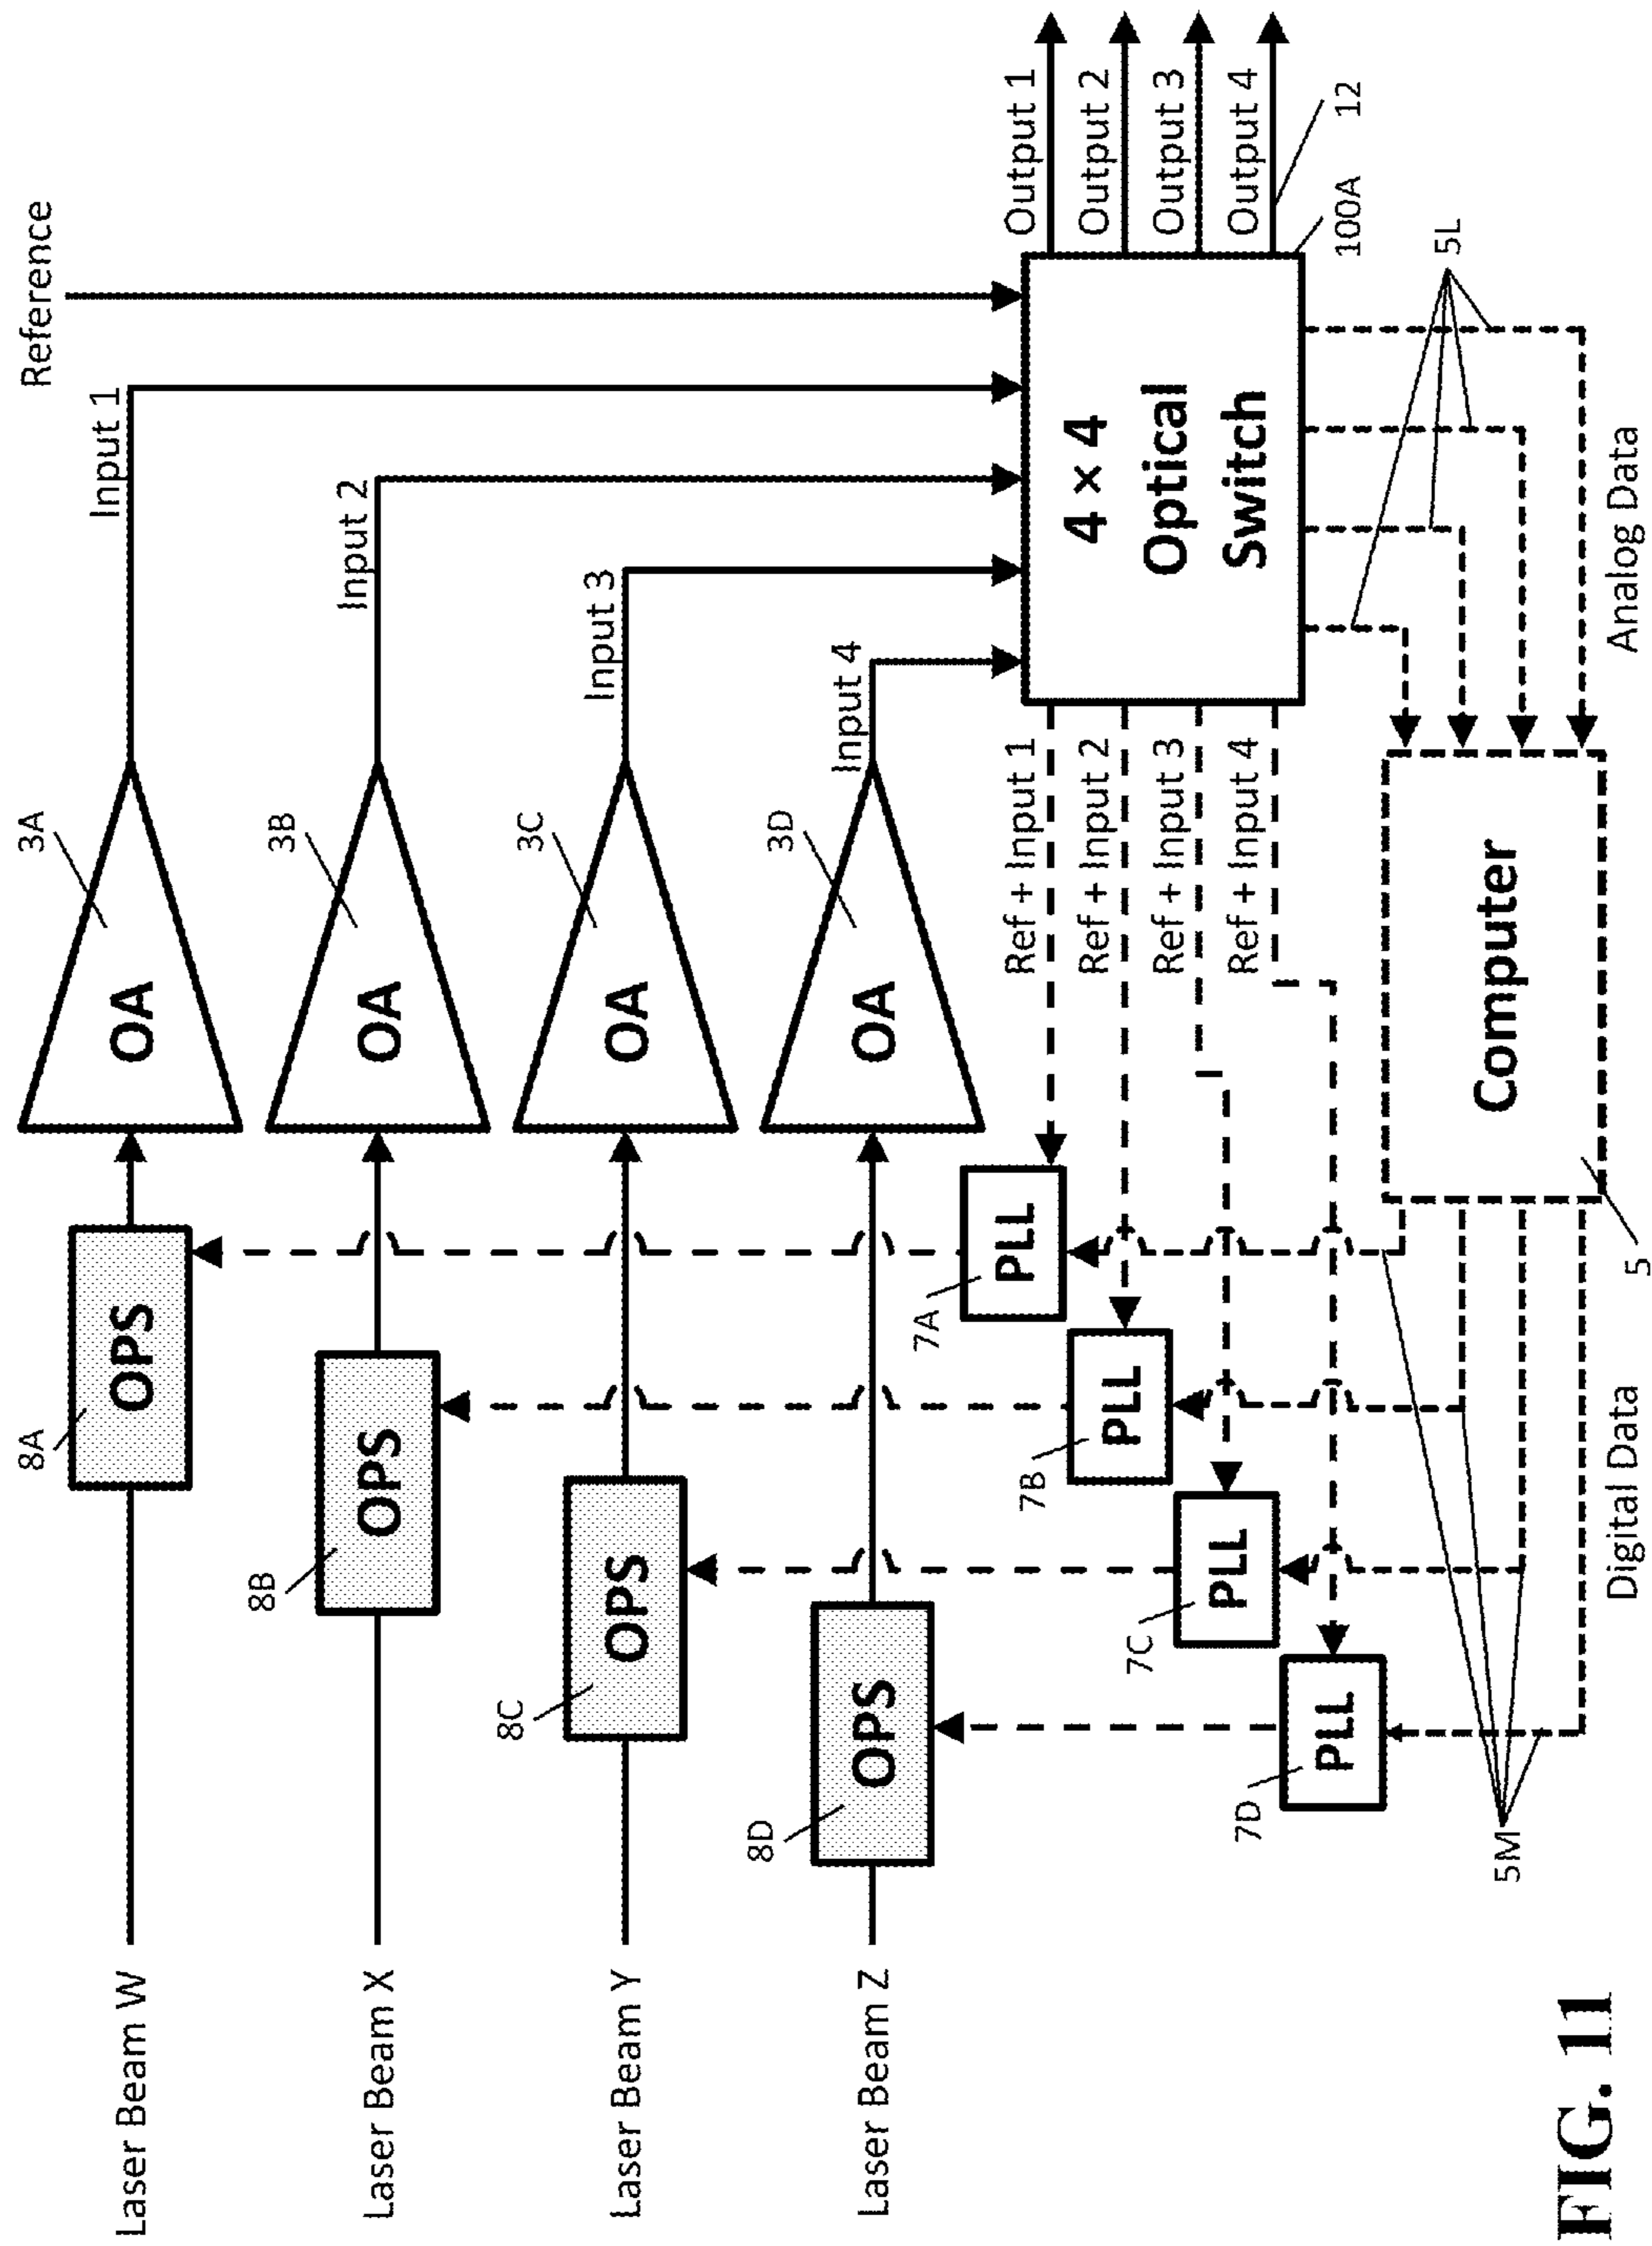 Laser Beam W
8A
OPS
OA
3A
Input 1
Reference
Laser Beam X
8B
OPS
OA
3B
Input 2
Laser Beam Y
8C
OPS
OA
3C
Input 3
Laser Beam Z
8D
OPS
OA
3D
Input 4
7A
PLL
7B
PLL
7C
PLL
7D
PLL
Ref + Input 1
Ref + Input 2
Ref + Input 3
Ref + Input 4
4 × 4
Optical
Switch
Output 1
Output 2
Output 3
Output 4
12
100A
5L
Computer
5
5M
Digital Data
Analog Data
FIG. 11